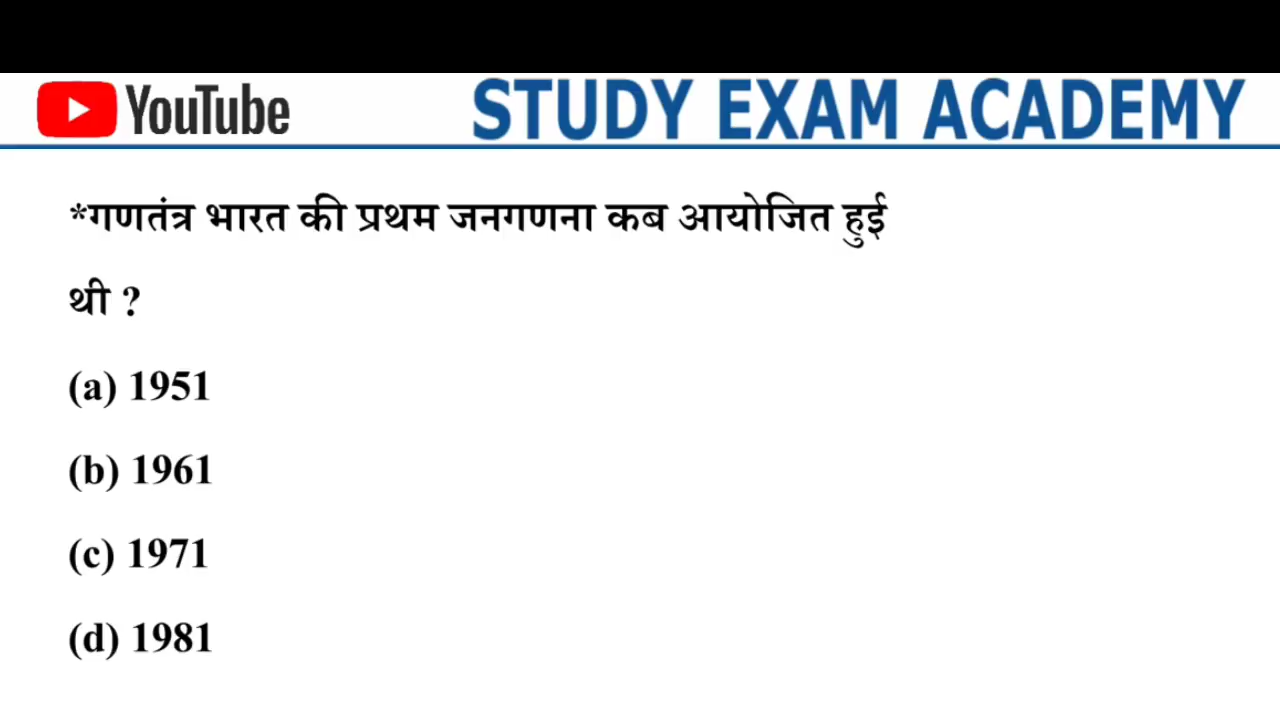 YouTube STUDY EXAM ACADEMY
*गणतंत्र भारत की प्रथम जनगणना कब आयोजित हुई
थी ?
(a) 1951
(b) 1961
(c) 1971
(d) 1981